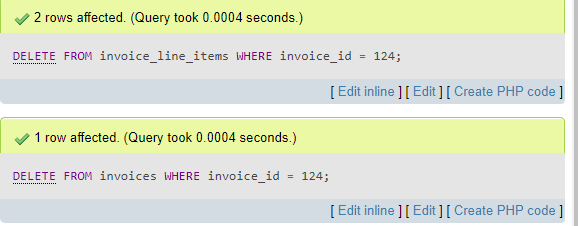 2 rows affected. (Query took 0.0004 seconds.)
DELETE FROM invoice_line_items WHERE invoice_id = 124;
[ Edit inline ] [ Edit ] [ Create PHP code ]
1 row affected. (Query took 0.0004 seconds.)
DELETE FROM invoices WHERE invoice_id = 124;
[ Edit inline ] [ Edit ] [ Create PHP code ]